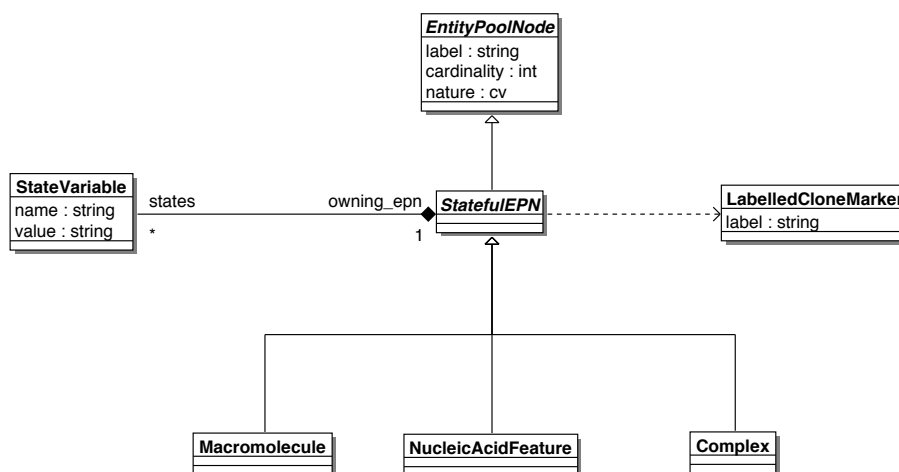 EntityPoolNode
label : string
cardinality : int
nature : cv
StateVariable
name : string
value : string
states
*
owning_epn
1
StatefulEPN
LabelledCloneMarker
label : string
Macromolecule
NucleicAcidFeature
Complex